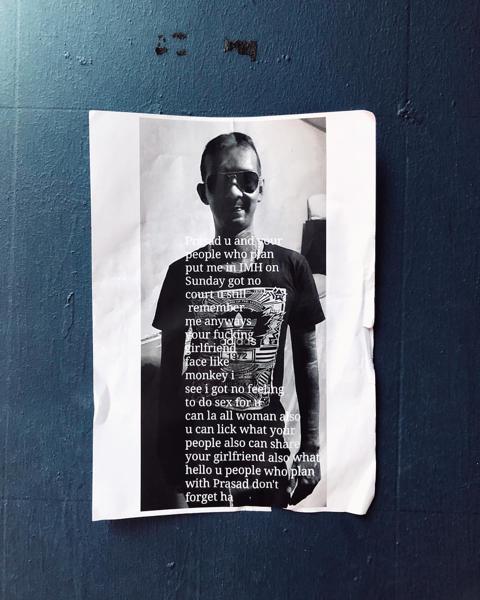 Prasad u and your
people who plan
put me in IMH on
Sunday got no
court u still
remember
me anyways
your fucking
girlfriend
face like
monkey i
see i got no feeling
to do sex for it
can la all woman also
u can lick what your
people also can share
your girlfriend also what
hello u people who plan
with Prasad don't
forget ha
adidas
1972